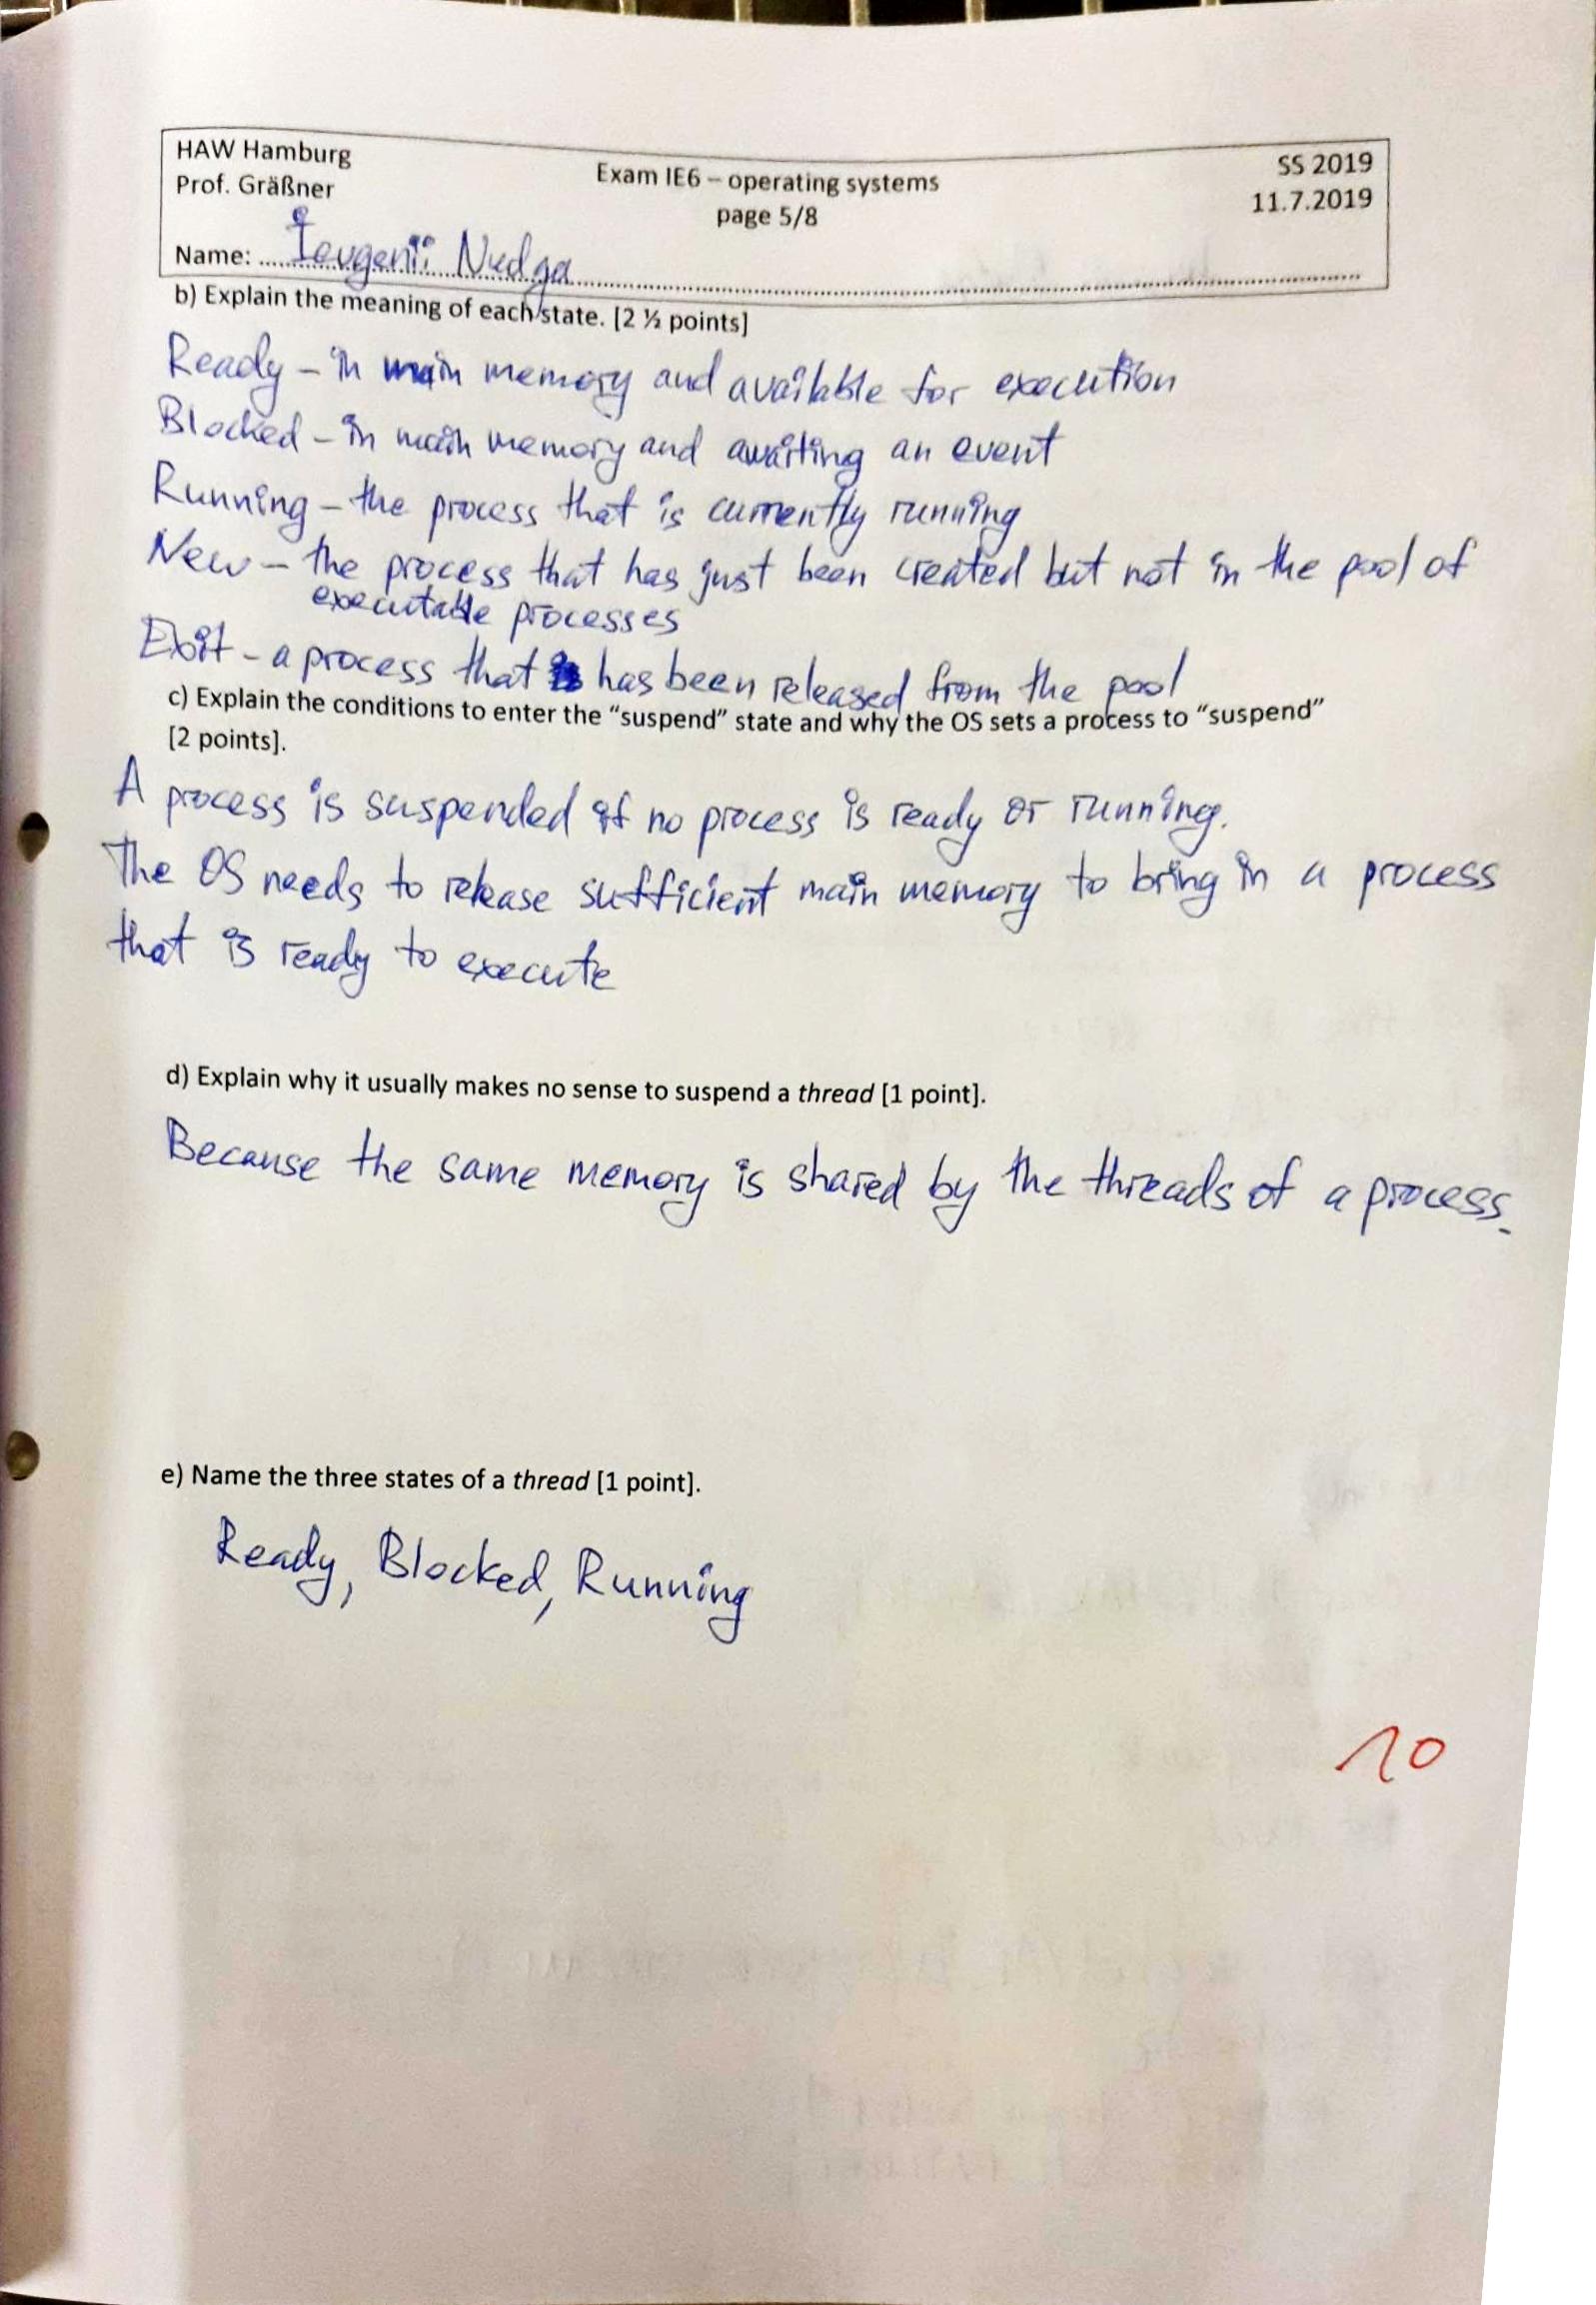 HAW Hamburg
Prof. Gräßner
Exam IE6 – operating systems
page 5/8
SS 2019
11.7.2019
Name: Ievgenii Nudga
b) Explain the meaning of each state. [2 ½ points]
Ready – in main memory and available for execution
Blocked – in main memory and awaiting an event
Running – the process that is currently running
New – the process that has just been created but not in the pool of
executable processes
Exit – a process that has been released from the pool
c) Explain the conditions to enter the “suspend” state and why the OS sets a process to “suspend”
[2 points].
A process is suspended if no process is ready or running.
The OS needs to release sufficient main memory to bring in a process
that is ready to execute
d) Explain why it usually makes no sense to suspend a thread [1 point].
Because the same memory is shared by the threads of a process.
e) Name the three states of a thread [1 point].
Ready, Blocked, Running
10